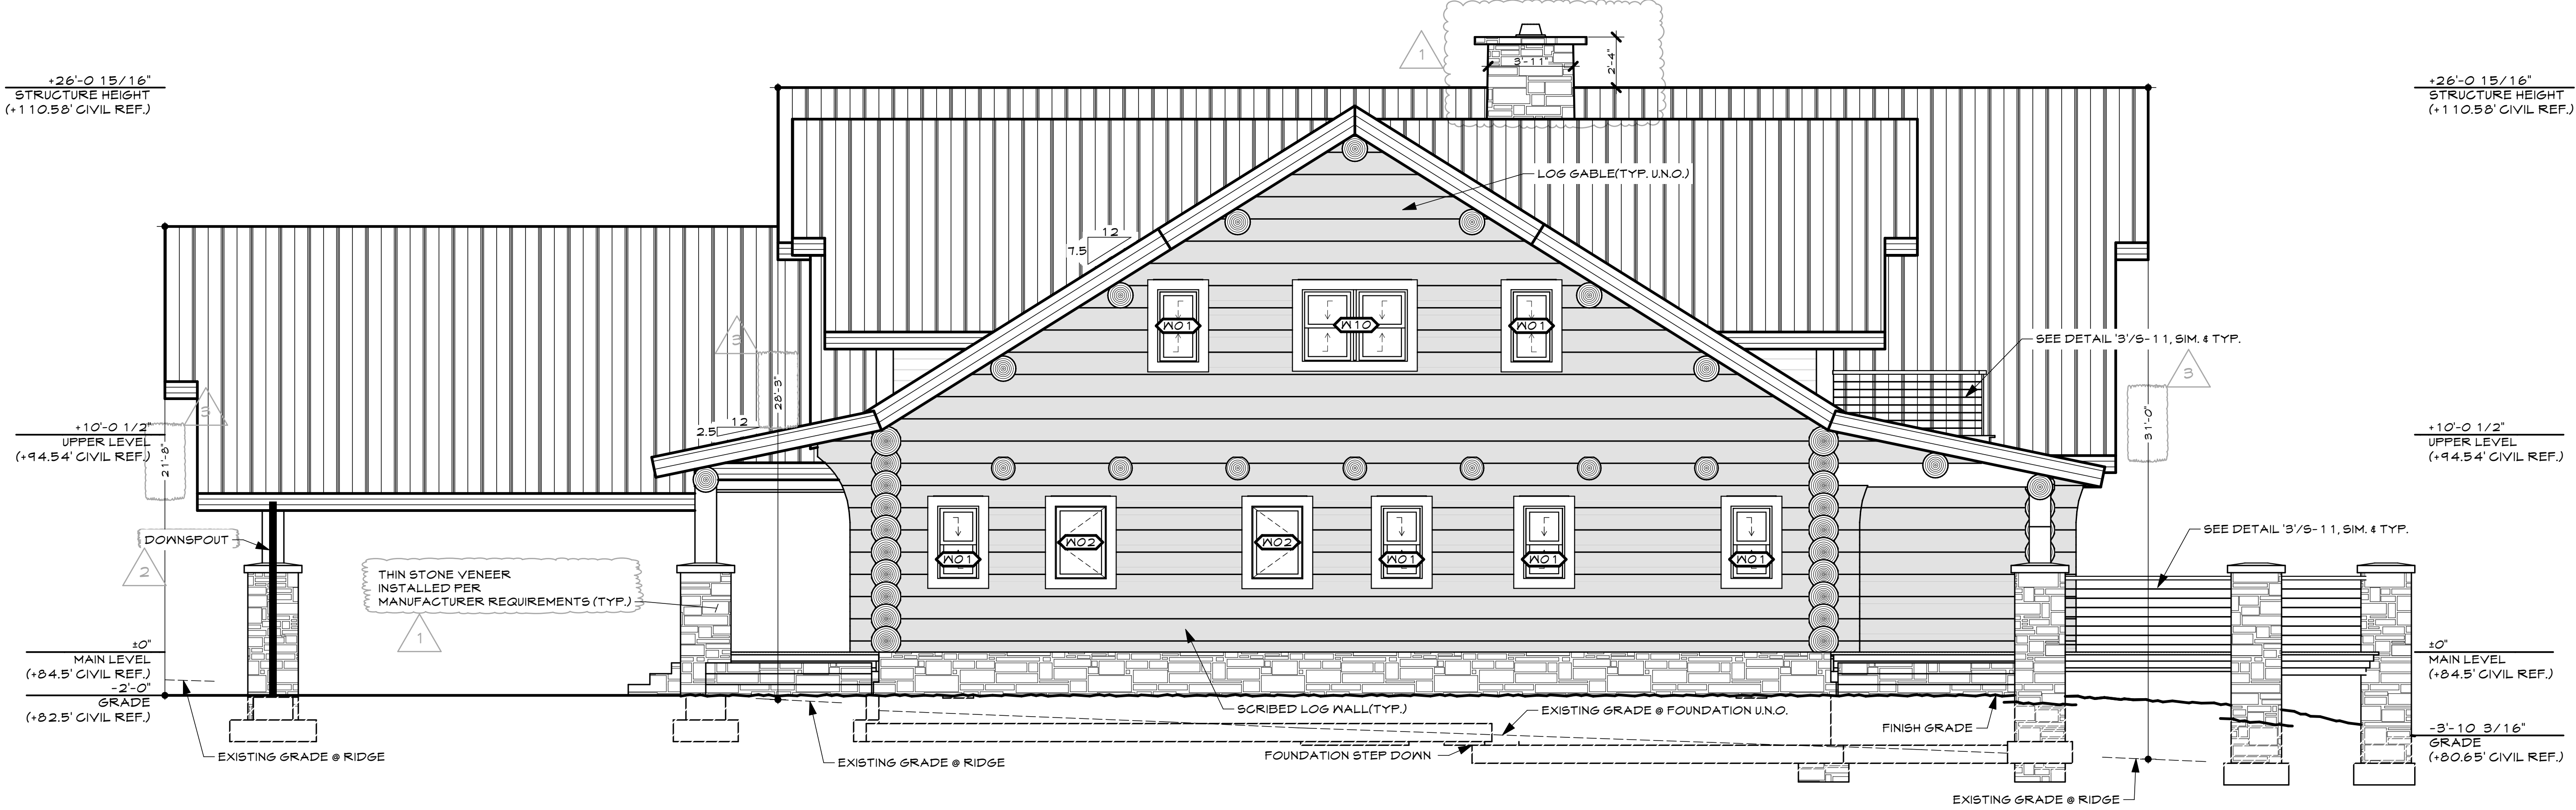 1
3'-11"
2'-4"
+26'-0 15/16"
STRUCTURE HEIGHT
(+110.58' CIVIL REF.)
+26'-0 15/16"
STRUCTURE HEIGHT
(+110.58' CIVIL REF.)
LOG GABLE(TYP. U.N.O.)
12
7.5
W01
W10
W01
3
SEE DETAIL '3'/S-11, SIM. & TYP.
3
28'-3"
3
12
2.5
+10'-0 1/2"
UPPER LEVEL
(+94.54' CIVIL REF.)
21'-8"
31'-0"
+10'-0 1/2"
UPPER LEVEL
(+94.54' CIVIL REF.)
DOWNSPOUT
2
W01
W02
W02
W01
W01
W01
SEE DETAIL '3'/S-11, SIM. & TYP.
THIN STONE VENEER
INSTALLED PER
MANUFACTURER REQUIREMENTS (TYP.)
1
±0"
MAIN LEVEL
(+84.5' CIVIL REF.)
-2'-0"
GRADE
(+82.5' CIVIL REF.)
±0"
MAIN LEVEL
(+84.5' CIVIL REF.)
SCRIBED LOG WALL(TYP.)
EXISTING GRADE @ FOUNDATION U.N.O.
FINISH GRADE
-3'-10 3/16"
GRADE
(+80.65' CIVIL REF.)
EXISTING GRADE @ RIDGE
EXISTING GRADE @ RIDGE
FOUNDATION STEP DOWN
EXISTING GRADE @ RIDGE